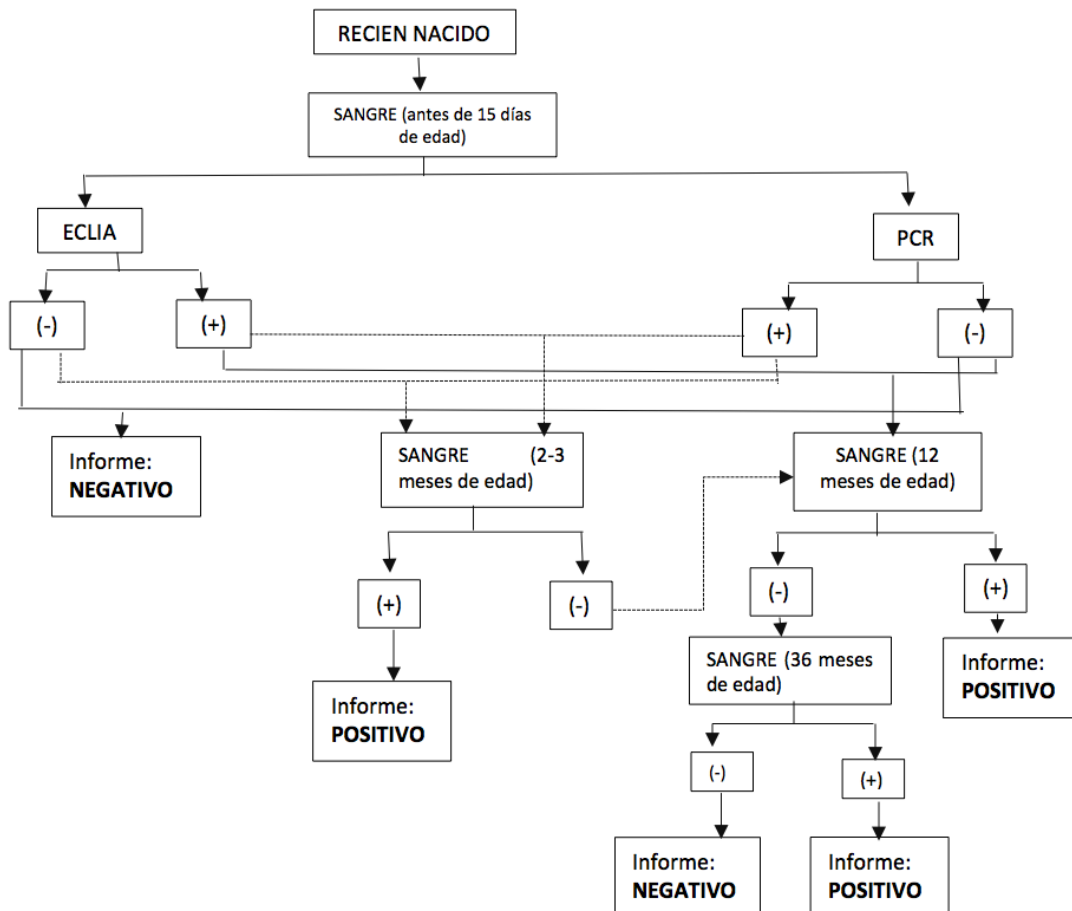 RECIEN NACIDO
SANGRE (antes de 15 días
de edad)
ECLIA
PCR
(-)
(+)
(+)
(-)
Informe:
NEGATIVO
SANGRE (2-3
meses de edad)
SANGRE (12
meses de edad)
(+)
(-)
(-)
(+)
Informe:
POSITIVO
SANGRE (36 meses
de edad)
Informe:
POSITIVO
(-)
(+)
Informe:
NEGATIVO
Informe:
POSITIVO